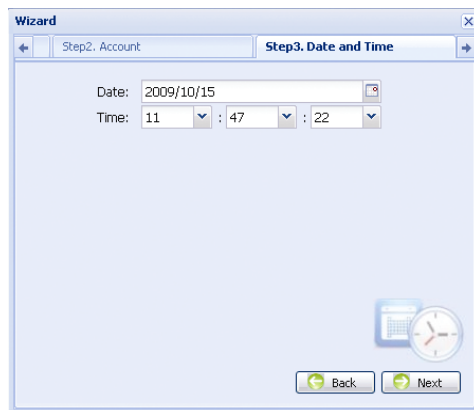 Wizard
Step2. Account Step3. Date and Time
Date: 2009/10/15
Time: 11 : 47 : 22
Back Next